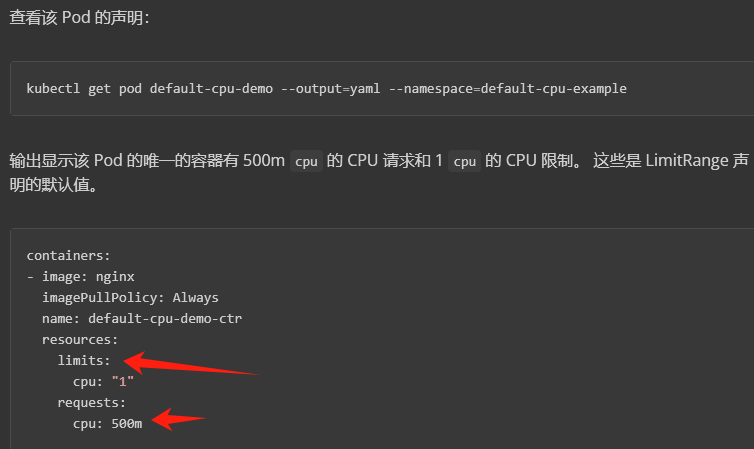 查看该 Pod 的声明：
kubectl get pod default-cpu-demo --output=yaml --namespace=default-cpu-example
输出显示该 Pod 的唯一的容器有 500m cpu 的 CPU 请求和 1 cpu 的 CPU 限制。 这些是 LimitRange 声
明的默认值。
containers:
- image: nginx
  imagePullPolicy: Always
  name: default-cpu-demo-ctr
  resources:
    limits:
      cpu: "1"
    requests:
      cpu: 500m